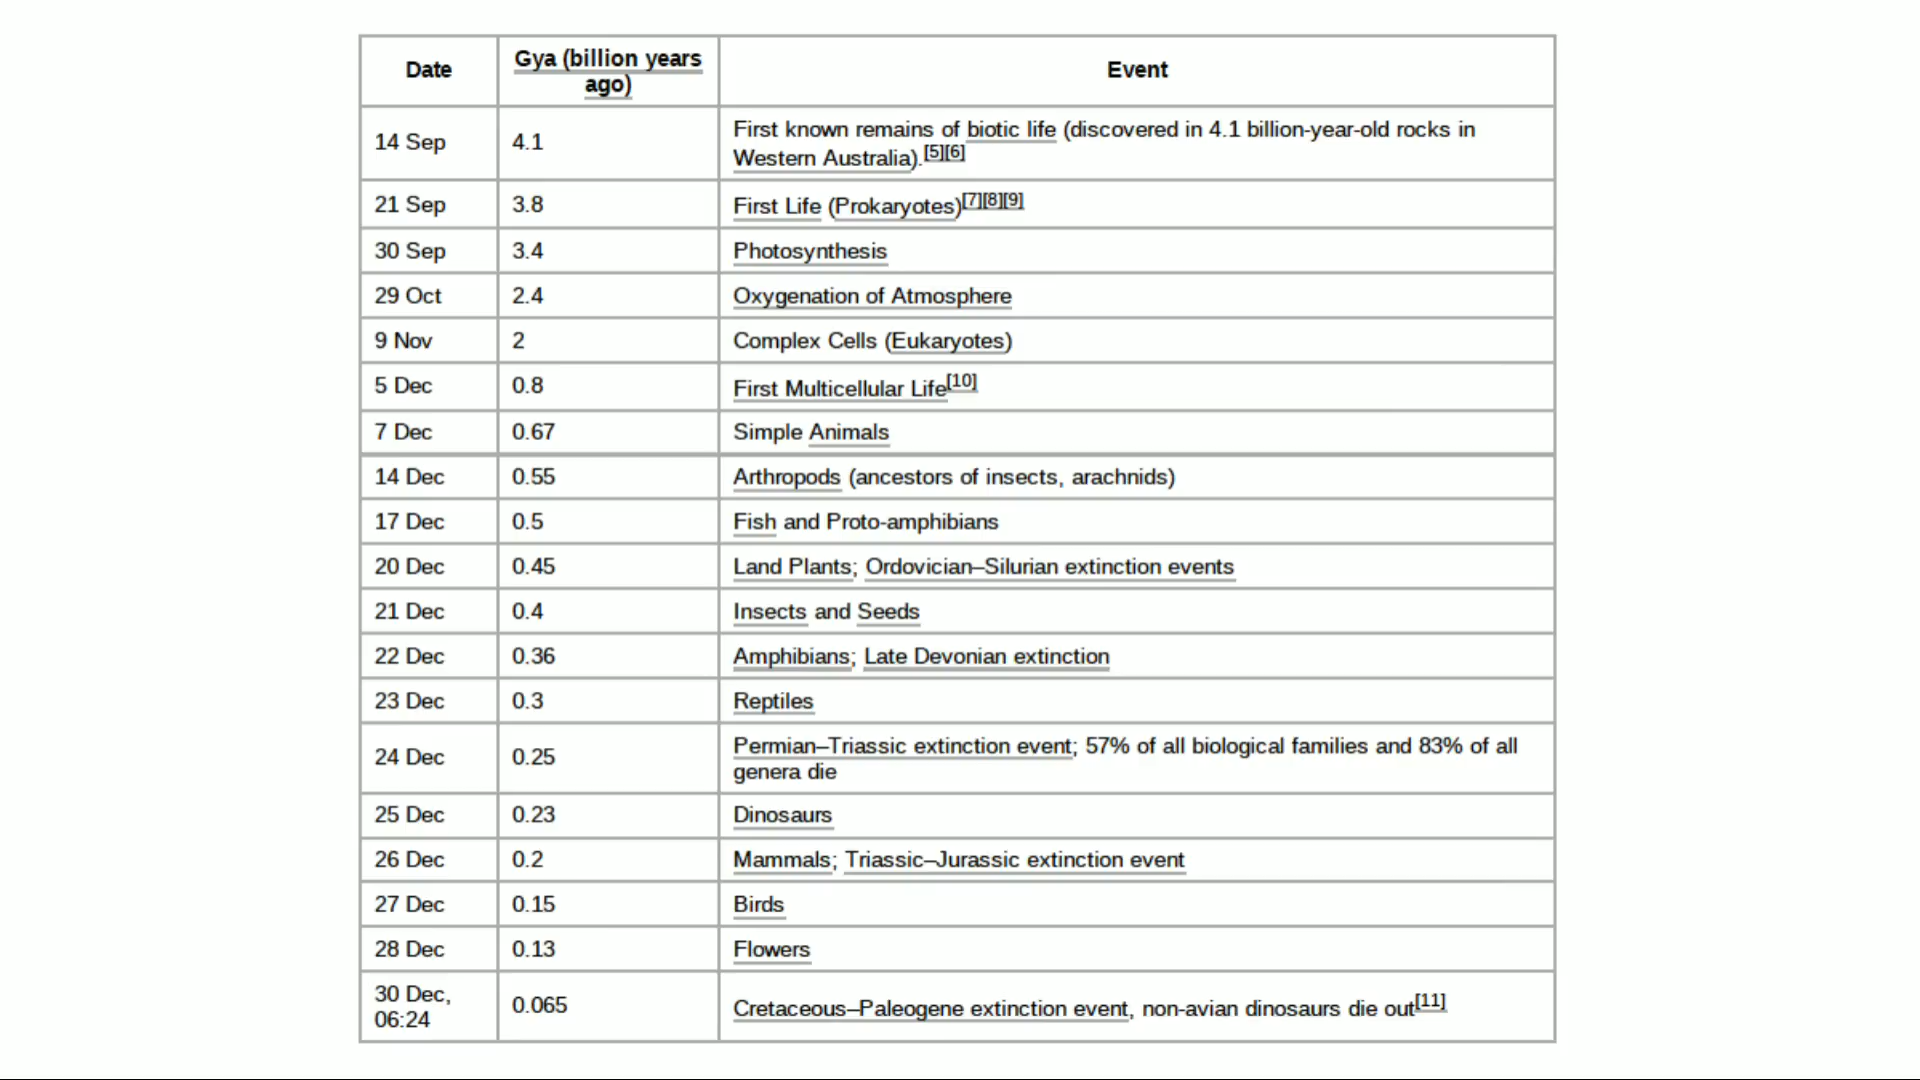 Date Gya (billion years ago) Event
14 Sep 4.1 First known remains of biotic life (discovered in 4.1 billion-year-old rocks in
Western Australia).[5][6]
21 Sep 3.8 First Life (Prokaryotes)[7][8][9]
30 Sep 3.4 Photosynthesis
29 Oct 2.4 Oxygenation of Atmosphere
9 Nov 2 Complex Cells (Eukaryotes)
5 Dec 0.8 First Multicellular Life[10]
7 Dec 0.67 Simple Animals
14 Dec 0.55 Arthropods (ancestors of insects, arachnids)
17 Dec 0.5 Fish and Proto-amphibians
20 Dec 0.45 Land Plants; Ordovician–Silurian extinction events
21 Dec 0.4 Insects and Seeds
22 Dec 0.36 Amphibians; Late Devonian extinction
23 Dec 0.3 Reptiles
24 Dec 0.25 Permian–Triassic extinction event; 57% of all biological families and 83% of all
genera die
25 Dec 0.23 Dinosaurs
26 Dec 0.2 Mammals; Triassic–Jurassic extinction event
27 Dec 0.15 Birds
28 Dec 0.13 Flowers
30 Dec,
06:24 0.065 Cretaceous–Paleogene extinction event, non-avian dinosaurs die out[11]